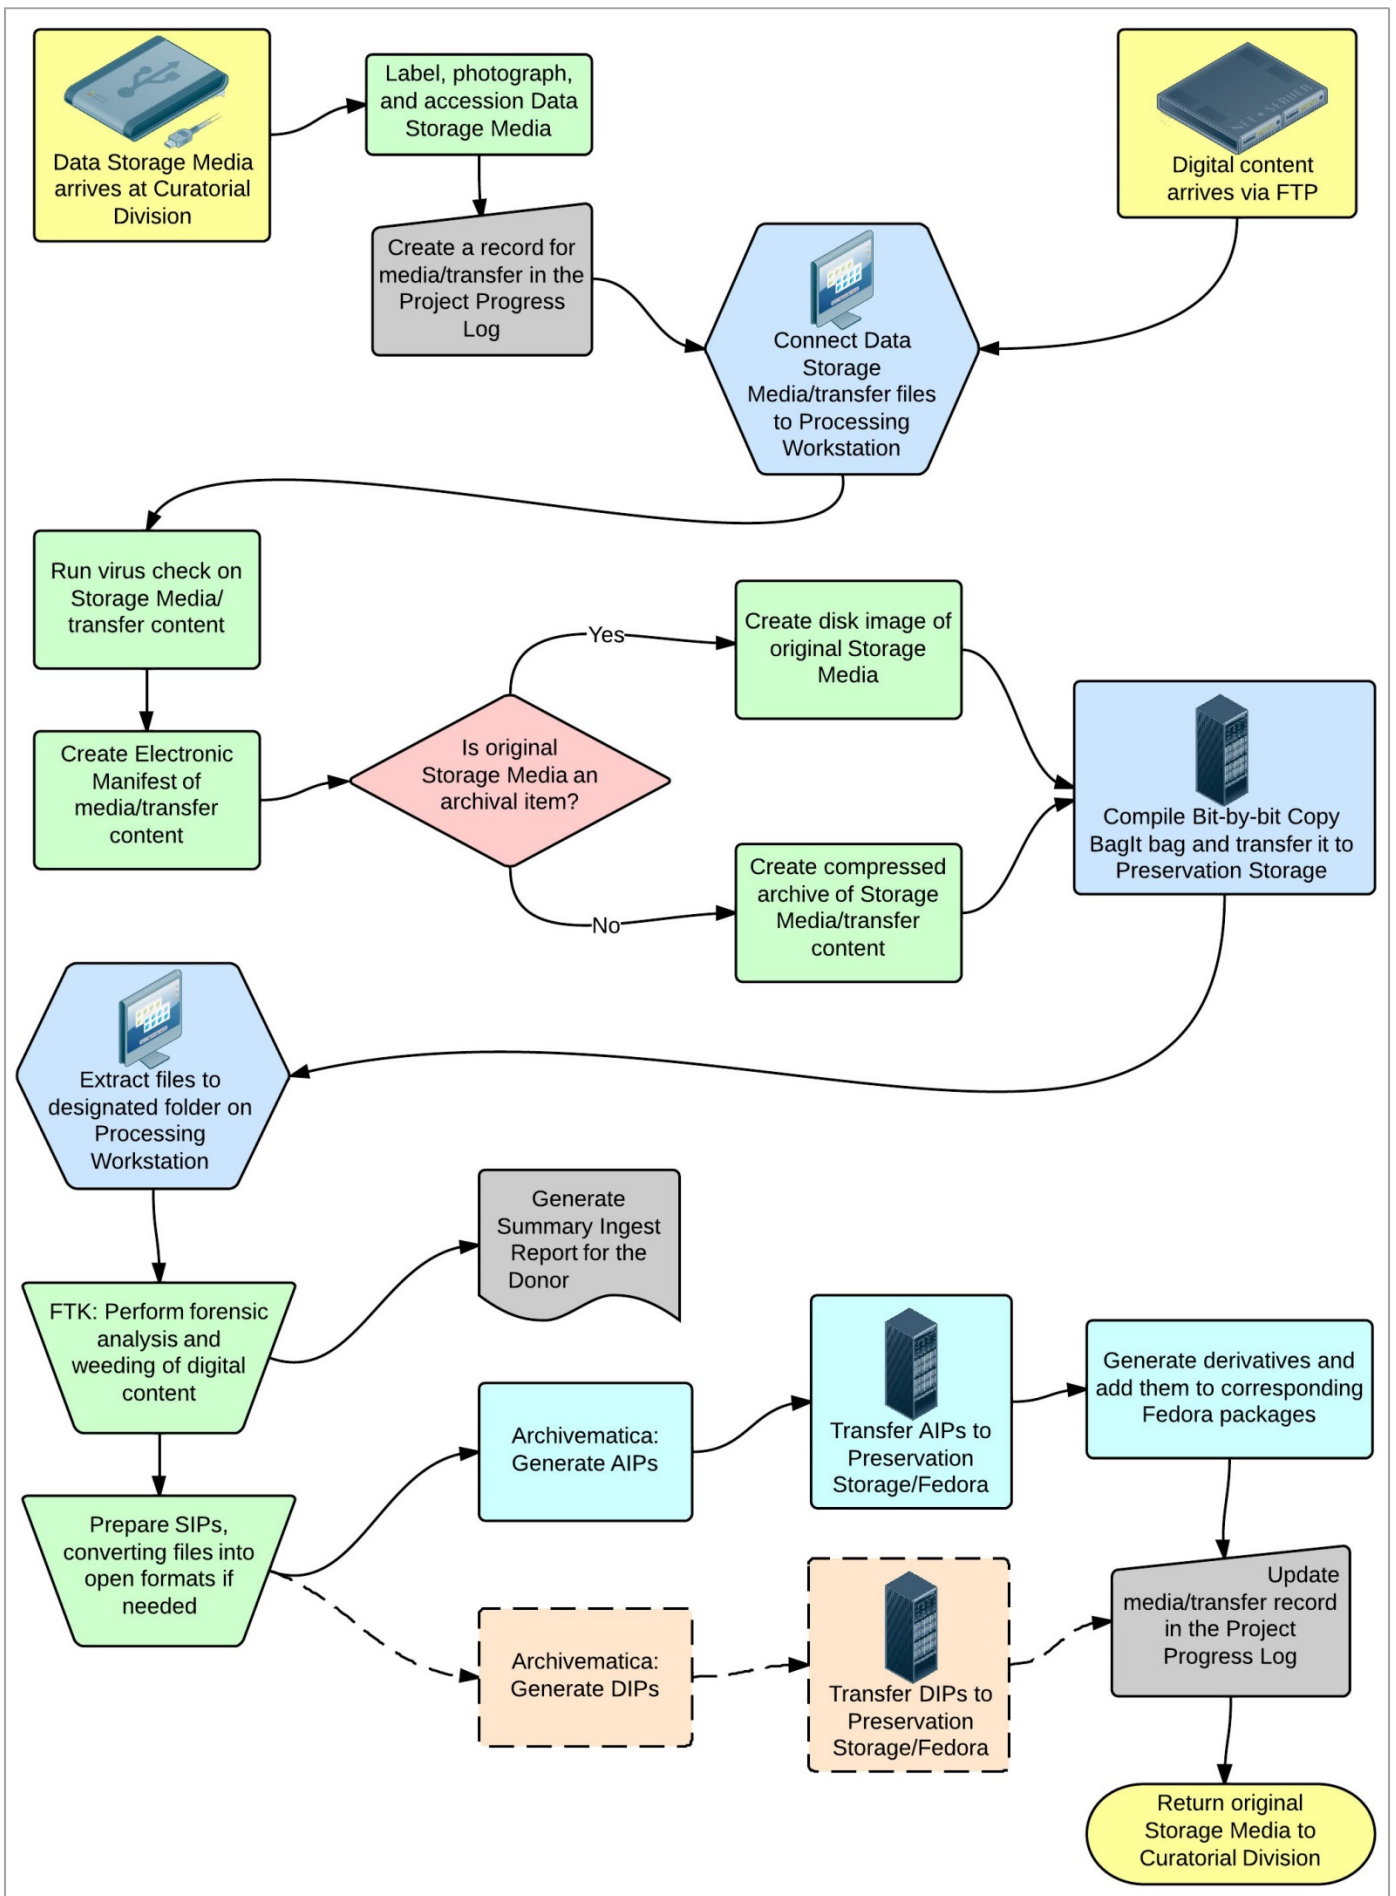 Data Storage Media
arrives at Curatorial
Division
Label, photograph,
and accession Data
Storage Media
NET • SERVER
Digital content
arrives via FTP
Create a record for
media/transfer in the
Project Progress
Log
Connect Data
Storage
Media/transfer files
to Processing
Workstation
Run virus check on
Storage Media/
transfer content
Create Electronic
Manifest of
media/transfer
content
Is original
Storage Media an
archival item?
Yes
No
Create disk image of
original Storage
Media
Create compressed
archive of Storage
Media/transfer
content
Compile Bit-by-bit Copy
BagIt bag and transfer it to
Preservation Storage
Extract files to
designated folder on
Processing
Workstation
FTK: Perform forensic
analysis and
weeding of digital
content
Generate
Summary Ingest
Report for the
Donor
Prepare SIPs,
converting files into
open formats if
needed
Archivematica:
Generate AIPs
Transfer AIPs to
Preservation
Storage/Fedora
Generate derivatives and
add them to corresponding
Fedora packages
Archivematica:
Generate DIPs
Transfer DIPs to
Preservation
Storage/Fedora
Update
media/transfer record
in the Project
Progress Log
Return original
Storage Media to
Curatorial Division